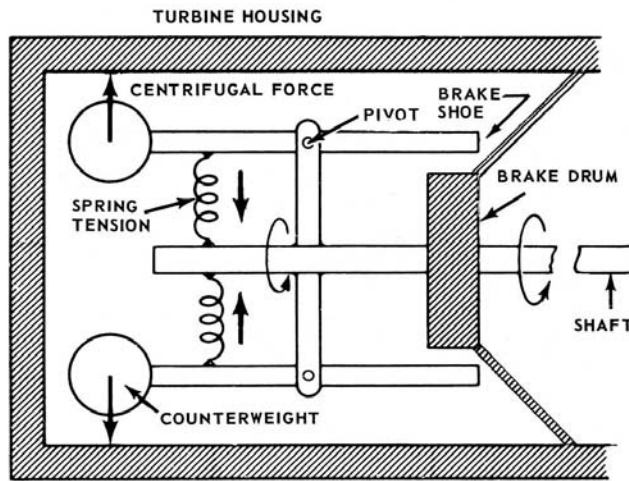 TURBINE HOUSING
CENTRIFUGAL FORCE
BRAKE
SHOE
PIVOT
BRAKE DRUM
SPRING
TENSION
SHAFT
COUNTERWEIGHT